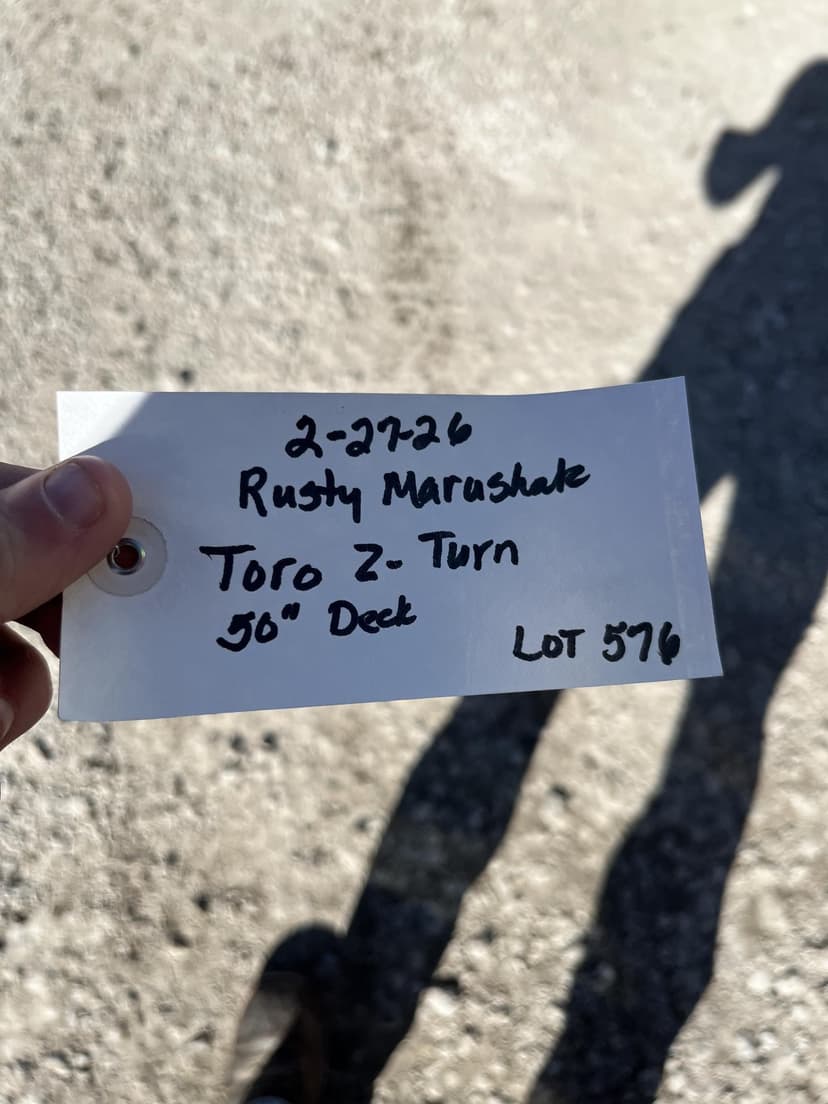 2-27-26
Rusty Marushak
Toro Z-Turn
50" Deck
LOT 576